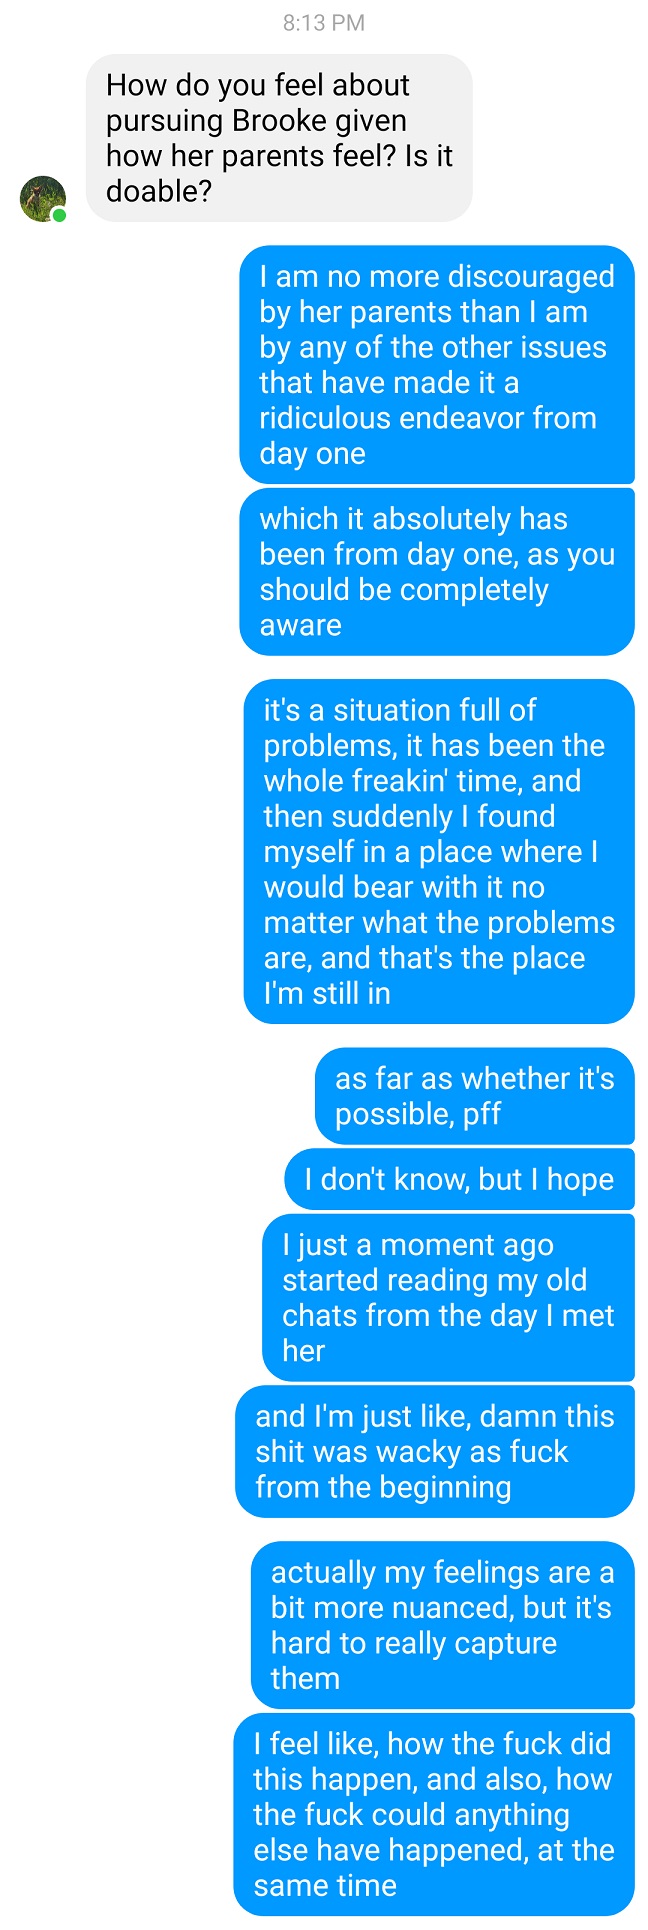 8:13 PM
How do you feel about
pursuing Brooke given
how her parents feel? Is it
doable?
I am no more discouraged
by her parents than I am
by any of the other issues
that have made it a
ridiculous endeavor from
day one
which it absolutely has
been from day one, as you
should be completely
aware
it's a situation full of
problems, it has been the
whole freakin' time, and
then suddenly I found
myself in a place where I
would bear with it no
matter what the problems
are, and that's the place
I'm still in
as far as whether it's
possible, pff
I don't know, but I hope
I just a moment ago
started reading my old
chats from the day I met
her
and I'm just like, damn this
shit was wacky as fuck
from the beginning
actually my feelings are a
bit more nuanced, but it's
hard to really capture
them
I feel like, how the fuck did
this happen, and also, how
the fuck could anything
else have happened, at the
same time